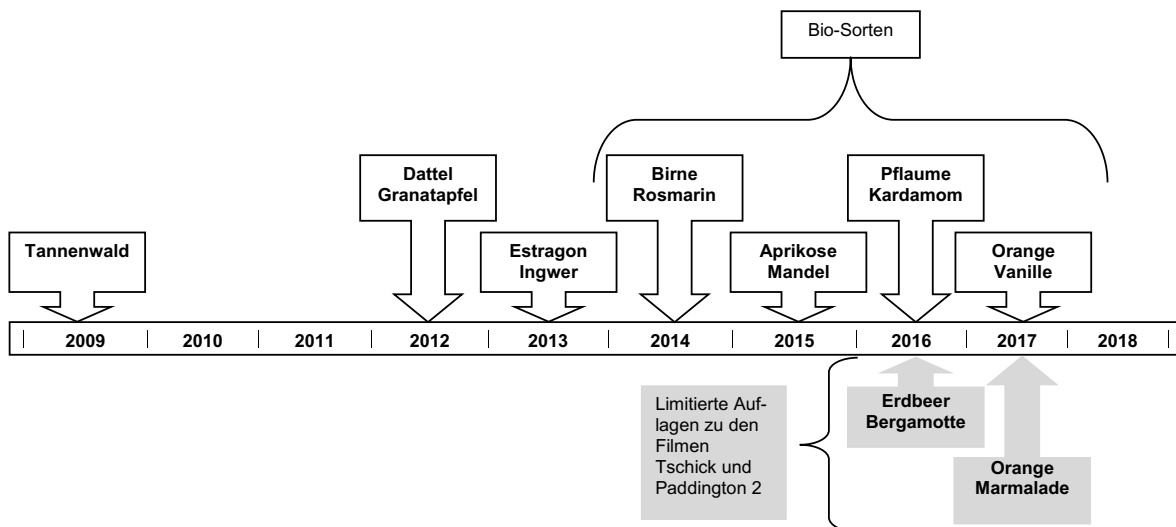 Bio-Sorten
Dattel
Granatapfel
Birne
Rosmarin
Pflaume
Kardamom
Tannenwald
Estragon
Ingwer
Aprikose
Mandel
Orange
Vanille
2009 2010 2011 2012 2013 2014 2015 2016 2017 2018
Limitierte Auf-
lagen zu den
Filmen
Tschick und
Paddington 2
Erdbeer
Bergamotte
Orange
Marmalade